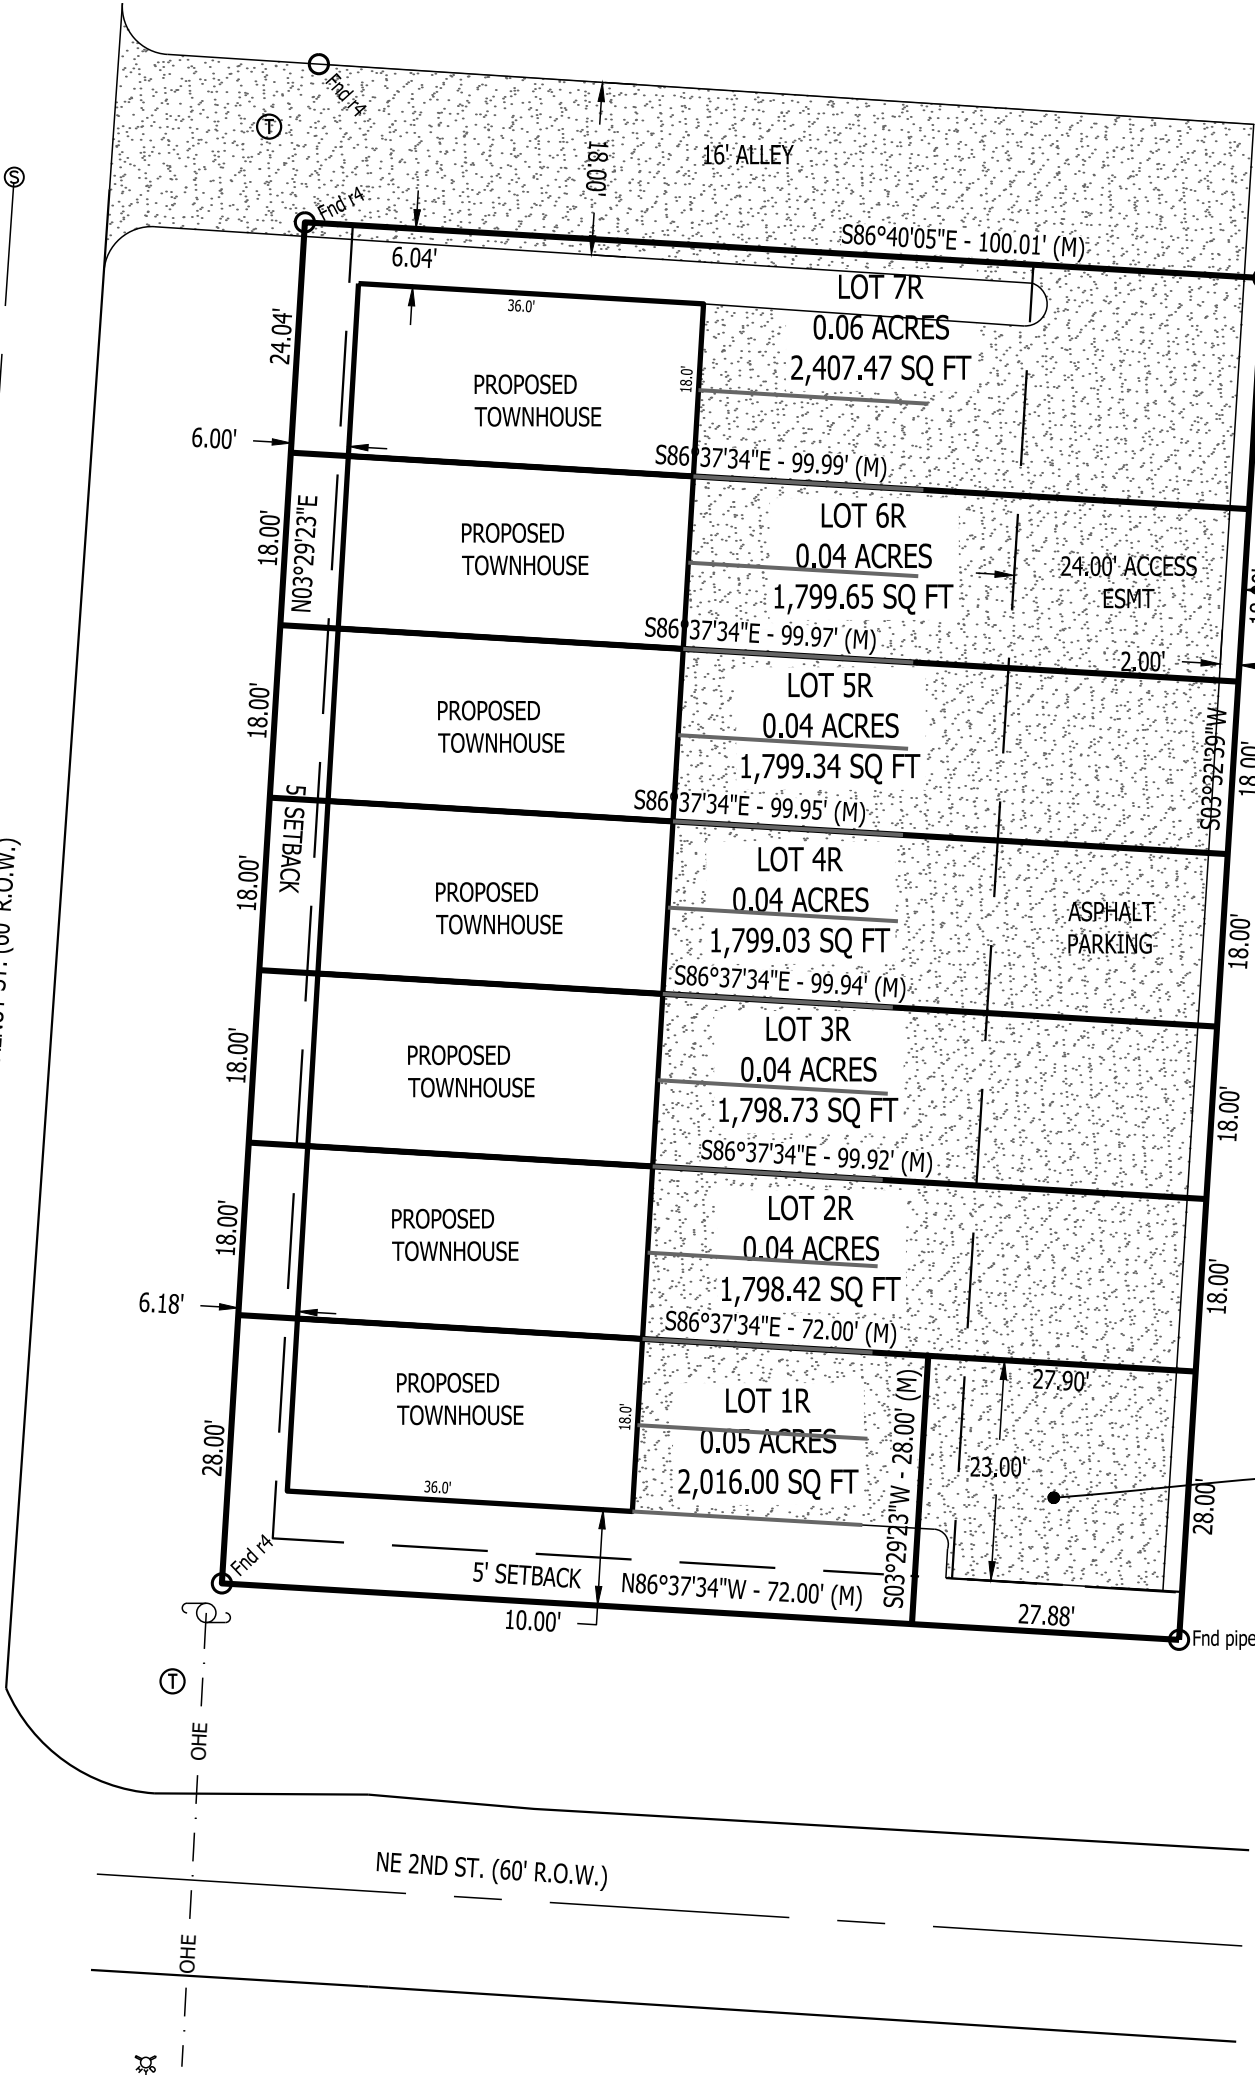 Fnd r4
T
S
18.00'
16' ALLEY
Fnd r4
S86°40'05"E - 100.01' (M)
6.04'
36.0'
24.04'
LOT 7R
0.06 ACRES
2,407.47 SQ FT
18.0'
PROPOSED
TOWNHOUSE
6.00'
S86°37'34"E - 99.99' (M)
18.00'
N03°29'23"E
PROPOSED
TOWNHOUSE
LOT 6R
0.04 ACRES
1,799.65 SQ FT
24.00' ACCESS
ESMT
S86°37'34"E - 99.97' (M)
2.00'
18.00'
PROPOSED
TOWNHOUSE
LOT 5R
0.04 ACRES
1,799.34 SQ FT
S03°32'39"W
18.00'
5' SETBACK
S86°37'34"E - 99.95' (M)
18.00'
PROPOSED
TOWNHOUSE
LOT 4R
0.04 ACRES
1,799.03 SQ FT
ASPHALT
PARKING
18.00'
ST. (60' R.O.W.)
S86°37'34"E - 99.94' (M)
18.00'
PROPOSED
TOWNHOUSE
LOT 3R
0.04 ACRES
1,798.73 SQ FT
18.00'
S86°37'34"E - 99.92' (M)
18.00'
PROPOSED
TOWNHOUSE
LOT 2R
0.04 ACRES
1,798.42 SQ FT
18.00'
6.18'
S86°37'34"E - 72.00' (M)
28.00'
PROPOSED
TOWNHOUSE
18.0'
LOT 1R
0.05 ACRES
2,016.00 SQ FT
S03°29'23"W - 28.00' (M)
27.90'
23.00'
28.00'
36.0'
Fnd r4
5' SETBACK
N86°37'34"W - 72.00' (M)
10.00'
27.88'
Fnd pipe
T
OHE
NE 2ND ST. (60' R.O.W.)
OHE